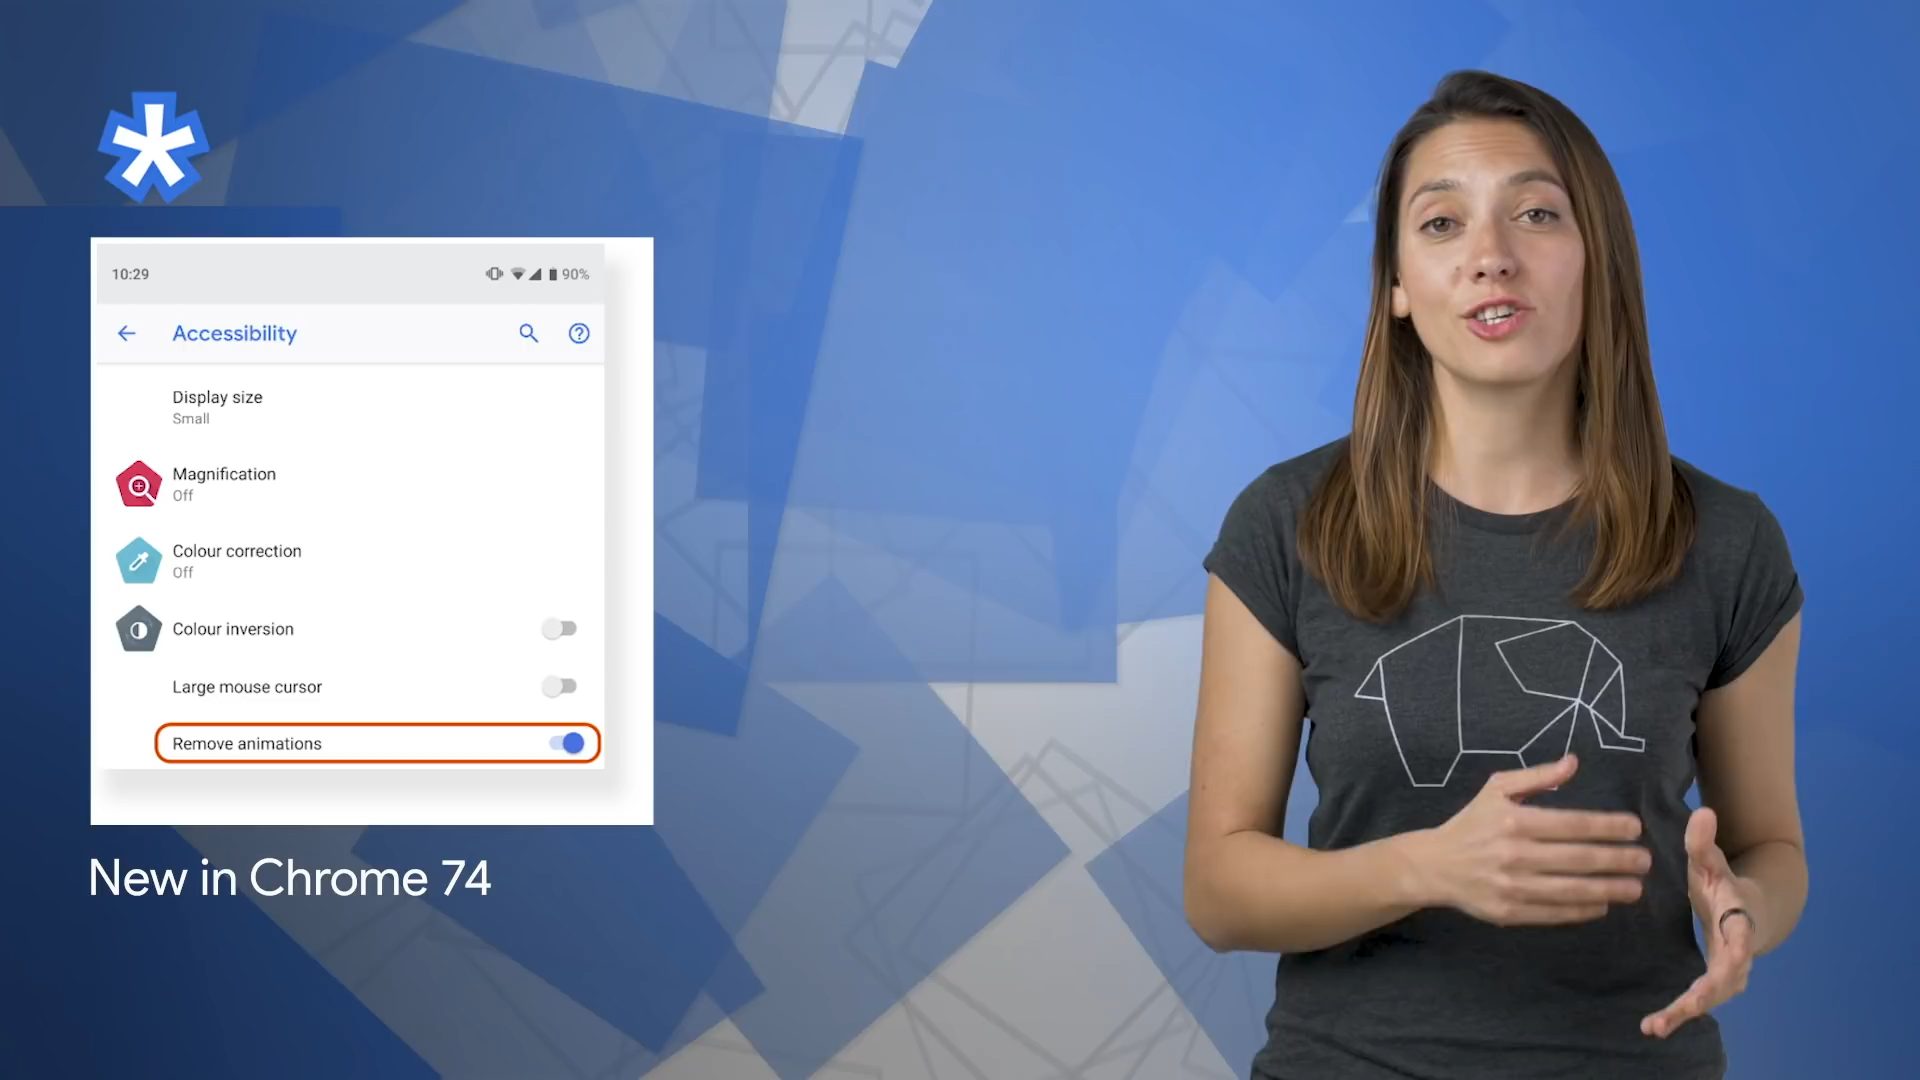 10:29
90%
Accessibility
Display size
Small
Magnification
Off
Colour correction
Off
Colour inversion
Large mouse cursor
Remove animations
New in Chrome 74